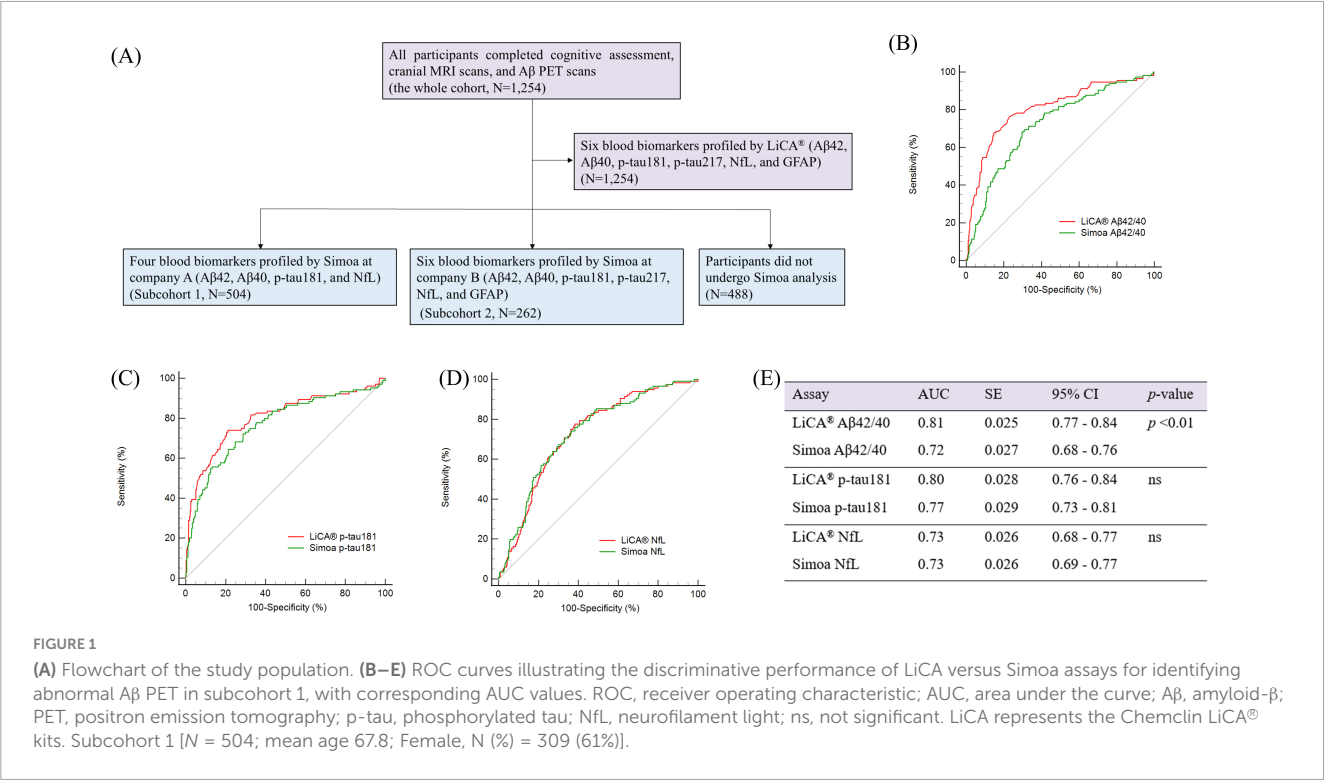 (A)
All participants completed cognitive assessment,
cranial MRI scans, and Aβ PET scans
(the whole cohort, N=1,254)
Six blood biomarkers profiled by LiCA® (Aβ42,
Aβ40, p-tau181, p-tau217, NfL, and GFAP)
(N=1,254)
Four blood biomarkers profiled by Simoa at
company A (Aβ42, Aβ40, p-tau181, and NfL)
(Subcohort 1, N=504)
Six blood biomarkers profiled by Simoa at
company B (Aβ42, Aβ40, p-tau181, p-tau217,
NfL, and GFAP)
(Subcohort 2, N=262)
Participants did not
undergo Simoa analysis
(N=488)
(B)
Sensitivity (%)
100
80
60
40
20
0
LiCA® Aβ42/40
Simoa Aβ42/40
0 20 40 60 80 100
100-Specificity (%)
(C)
Sensitivity (%)
100
80
60
40
20
0
LiCA® p-tau181
Simoa p-tau181
0 20 40 60 80 100
100-Specificity (%)
(D)
Sensitivity (%)
100
80
60
40
20
0
LiCA® NfL
Simoa NfL
0 20 40 60 80 100
100-Specificity (%)
(E)
Assay AUC SE 95% CI p-value
LiCA® Aβ42/40 0.81 0.025 0.77 - 0.84 p <0.01
Simoa Aβ42/40 0.72 0.027 0.68 - 0.76
LiCA® p-tau181 0.80 0.028 0.76 - 0.84 ns
Simoa p-tau181 0.77 0.029 0.73 - 0.81
LiCA® NfL 0.73 0.026 0.68 - 0.77 ns
Simoa NfL 0.73 0.026 0.69 - 0.77
FIGURE 1
(A) Flowchart of the study population. (B–E) ROC curves illustrating the discriminative performance of LiCA versus Simoa assays for identifying
abnormal Aβ PET in subcohort 1, with corresponding AUC values. ROC, receiver operating characteristic; AUC, area under the curve; Aβ, amyloid-β;
PET, positron emission tomography; p-tau, phosphorylated tau; NfL, neurofilament light; ns, not significant. LiCA represents the Chemclin LiCA®
kits. Subcohort 1 [N = 504; mean age 67.8; Female, N (%) = 309 (61%)].